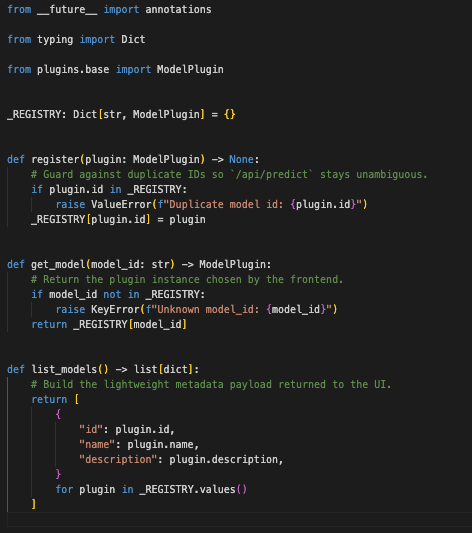 from __future__ import annotations
from typing import Dict
from plugins.base import ModelPlugin
_REGISTRY: Dict[str, ModelPlugin] = {}
def register(plugin: ModelPlugin) -> None:
    # Guard against duplicate IDs so `/api/predict` stays unambiguous.
    if plugin.id in _REGISTRY:
        raise ValueError(f"Duplicate model id: {plugin.id}")
    _REGISTRY[plugin.id] = plugin
def get_model(model_id: str) -> ModelPlugin:
    # Return the plugin instance chosen by the frontend.
    if model_id not in _REGISTRY:
        raise KeyError(f"Unknown model_id: {model_id}")
    return _REGISTRY[model_id]
def list_models() -> list[dict]:
    # Build the lightweight metadata payload returned to the UI.
    return [
        {
            "id": plugin.id,
            "name": plugin.name,
            "description": plugin.description,
        }
        for plugin in _REGISTRY.values()
    ]